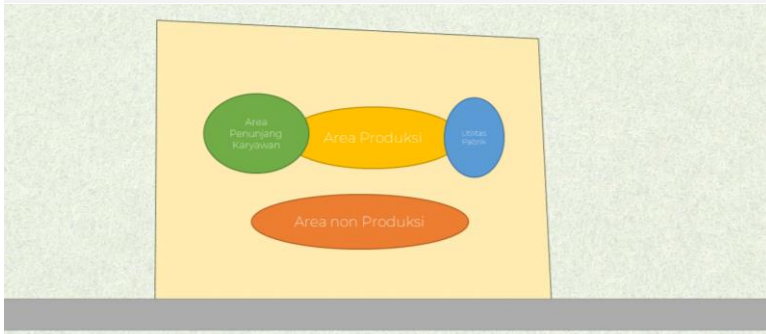 Area
Penunjang
Karyawan
Area Produksi
Utilitas
Pabrik
Area non Produksi